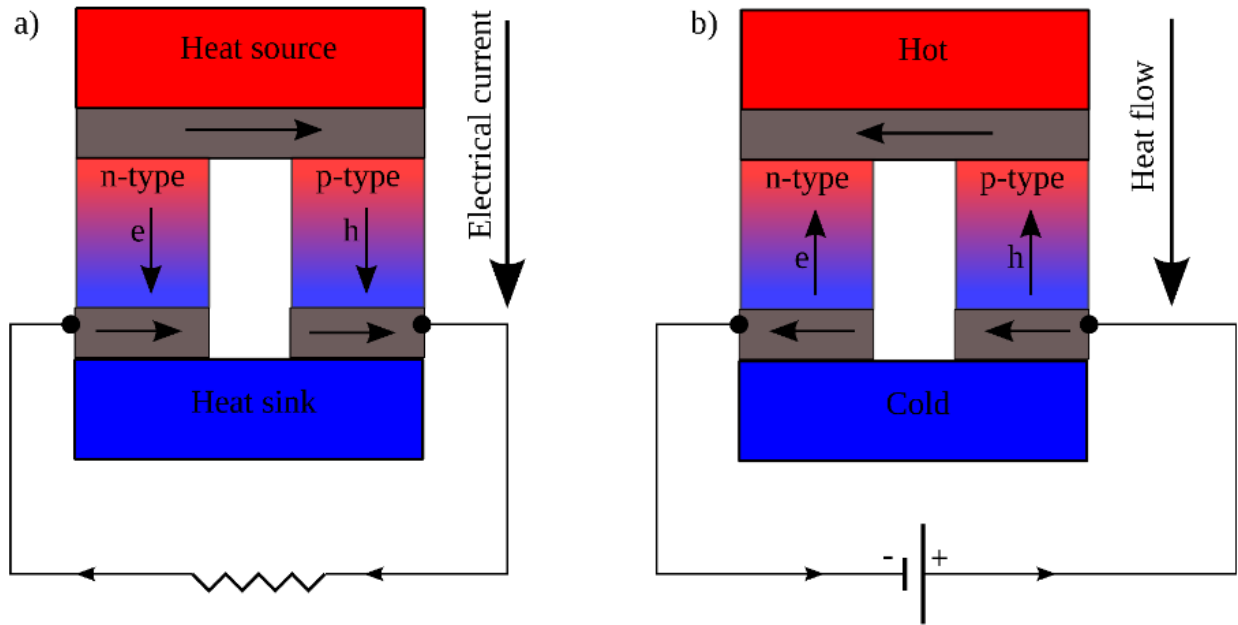 a)
Heat source
n-type
p-type
e
h
Heat sink
Electrical current
b)
Hot
n-type
p-type
e
h
Cold
Heat flow
- +